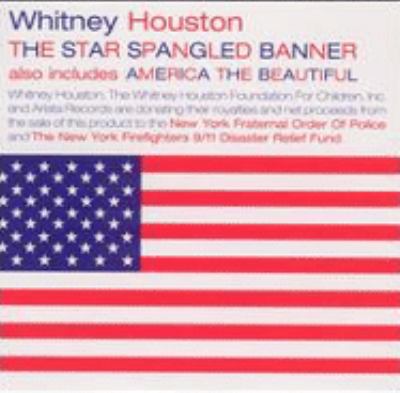 Whitney Houston
THE STAR SPANGLED BANNER
also includes AMERICA THE BEAUTIFUL
Whitney Houston, The Whitney Houston Foundation For Children, Inc.
and Arista Records are donating their royalties and net proceeds from
the sale of this product to the New York Fraternal Order Of Police
and The New York Firefighters 9/11 Disaster Relief Fund